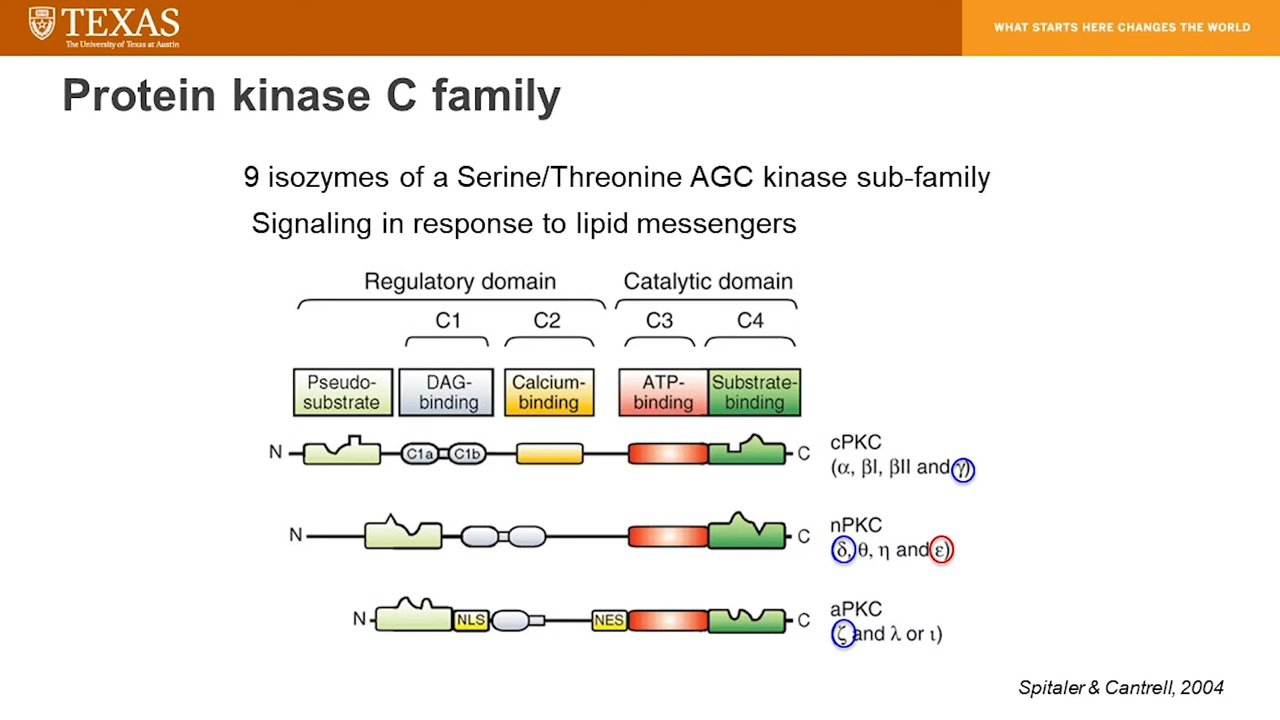 TEXAS
The University of Texas at Austin
WHAT STARTS HERE CHANGES THE WORLD
Protein kinase C family
9 isozymes of a Serine/Threonine AGC kinase sub-family
Signaling in response to lipid messengers
Regulatory domain
Catalytic domain
C1
C2
C3
C4
Pseudo-
substrate
DAG-
binding
Calcium-
binding
ATP-
binding
Substrate-
binding
N
C1a
C1b
C
cPKC
(α, βI, βII and γ)
N
C
nPKC
(δ, θ, η and ε)
N
NLS
NES
C
aPKC
(ζ and λ or ι)
Spitaler & Cantrell, 2004